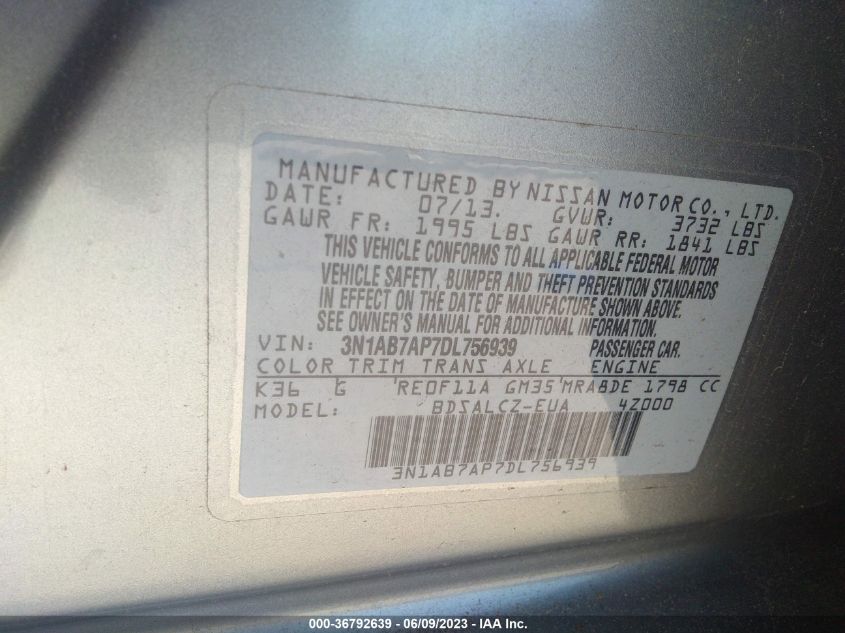 MANUFACTURED BY NISSAN MOTOR CO., LTD.
DATE: 07/13. GVWR: 3732 LBS
GAWR FR: 1995 LBS GAWR RR: 1841 LBS
THIS VEHICLE CONFORMS TO ALL APPLICABLE FEDERAL MOTOR
VEHICLE SAFETY, BUMPER AND THEFT PREVENTION STANDARDS
IN EFFECT ON THE DATE OF MANUFACTURE SHOWN ABOVE.
SEE OWNER'S MANUAL FOR ADDITIONAL INFORMATION.
VIN: 3N1AB7AP7DL756939 PASSENGER CAR.
COLOR TRIM TRANS AXLE ENGINE
K36 G RE0F11A GM35 MRA8DE 1798 CC
MODEL: BDSALCZ-EUA 4Z000
3N1AB7AP7DL756939
000-36792639 - 06/09/2023 - IAA Inc.